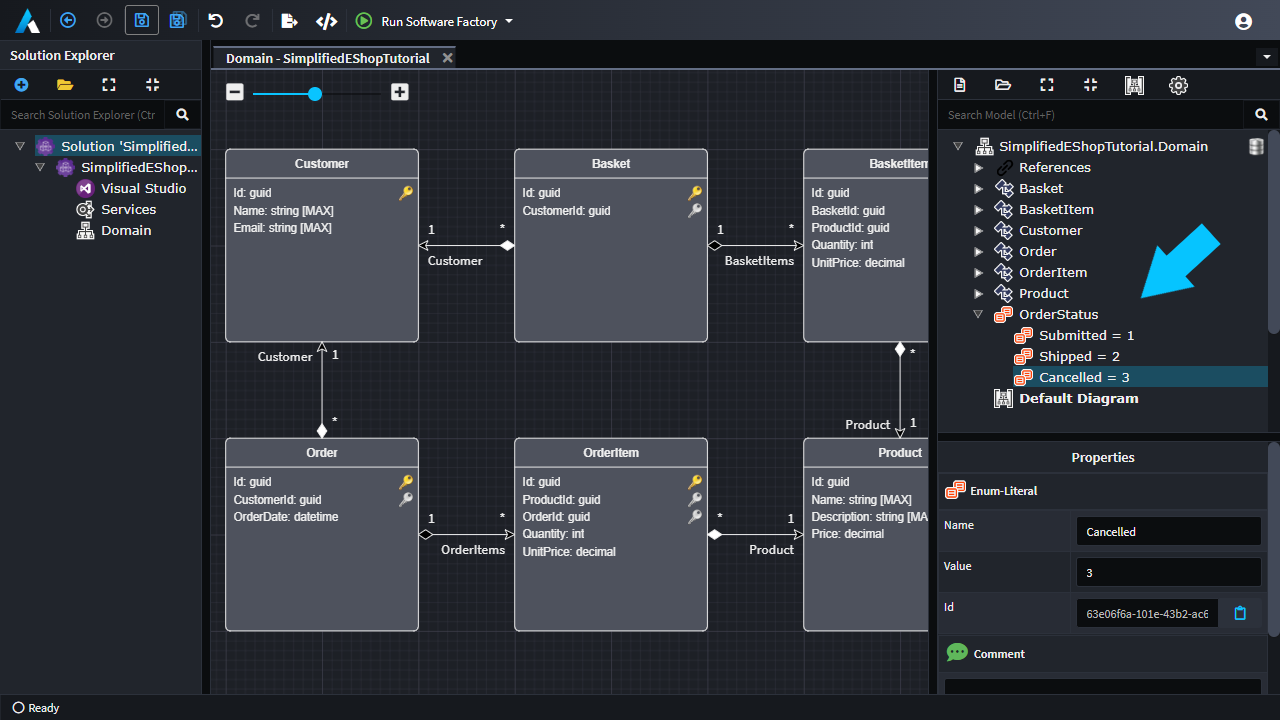 Run Software Factory
Solution Explorer
Search Solution Explorer (Ctr
Solution 'Simplified...
SimplifiedEShop...
Visual Studio
Services
Domain
Domain - SimplifiedEShopTutorial
Customer
Id: guid
Name: string [MAX]
Email: string [MAX]
1
*
Customer
Basket
Id: guid
CustomerId: guid
1
*
BasketItems
BasketItem
Id: guid
BasketId: guid
ProductId: guid
Quantity: int
UnitPrice: decimal
Customer
1
*
*
Product
1
Order
Id: guid
CustomerId: guid
OrderDate: datetime
1
*
OrderItems
OrderItem
Id: guid
ProductId: guid
OrderId: guid
Quantity: int
UnitPrice: decimal
*
1
Product
Product
Id: guid
Name: string [MAX]
Description: string [MA
Price: decimal
Search Model (Ctrl+F)
SimplifiedEShopTutorial.Domain
References
Basket
BasketItem
Customer
Order
OrderItem
Product
OrderStatus
Submitted = 1
Shipped = 2
Cancelled = 3
Default Diagram
Properties
Enum-Literal
Name
Cancelled
Value
3
Id
63e06f6a-101e-43b2-ac6
Comment
Ready